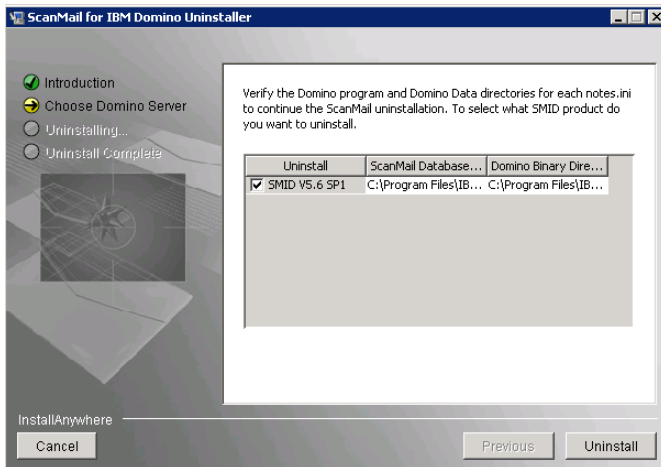 ScanMail for IBM Domino Uninstaller
Introduction
Choose Domino Server
Uninstalling...
Uninstall Complete
Verify the Domino program and Domino Data directories for each notes.ini
to continue the ScanMail uninstallation. To select what SMID product do
you want to uninstall.
Uninstall ScanMail Database... Domino Binary Dire...
SMID V5.6 SP1 C:\Program Files\IB... C:\Program Files\IB...
InstallAnywhere
Cancel Previous Uninstall